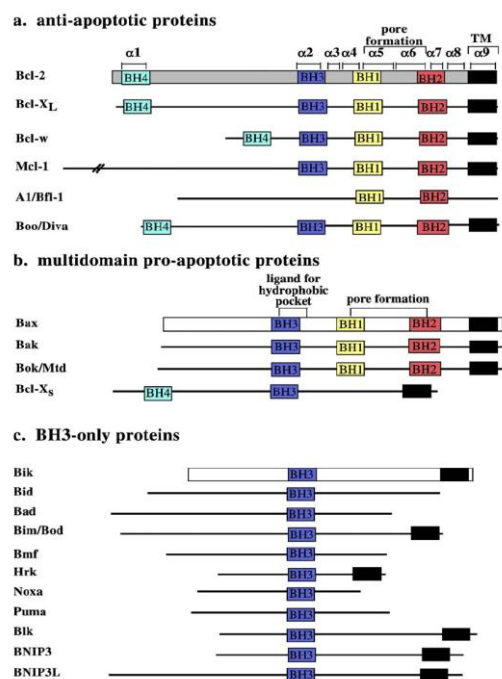 a. anti-apoptotic proteins
pore
formation
TM
α1 α2 α3 α4 α5 α6 α7 α8 α9
Bcl-2 BH4 BH3 BH1 BH2
Bcl-XL BH4 BH3 BH1 BH2
Bcl-w BH4 BH3 BH1 BH2
Mcl-1 BH3 BH1 BH2
A1/Bfl-1 BH1 BH2
Boo/Diva BH4 BH3 BH1 BH2
b. multidomain pro-apoptotic proteins
ligand for
hydrophobic
pocket pore formation
Bax BH3 BH1 BH2
Bak BH3 BH1 BH2
Bok/Mtd BH3 BH1 BH2
Bcl-Xs BH4 BH3
c. BH3-only proteins
Bik BH3
Bid BH3
Bad BH3
Bim/Bod BH3
Bmf BH3
Hrk BH3
Noxa BH3
Puma BH3
Blk BH3
BNIP3 BH3
BNIP3L BH3